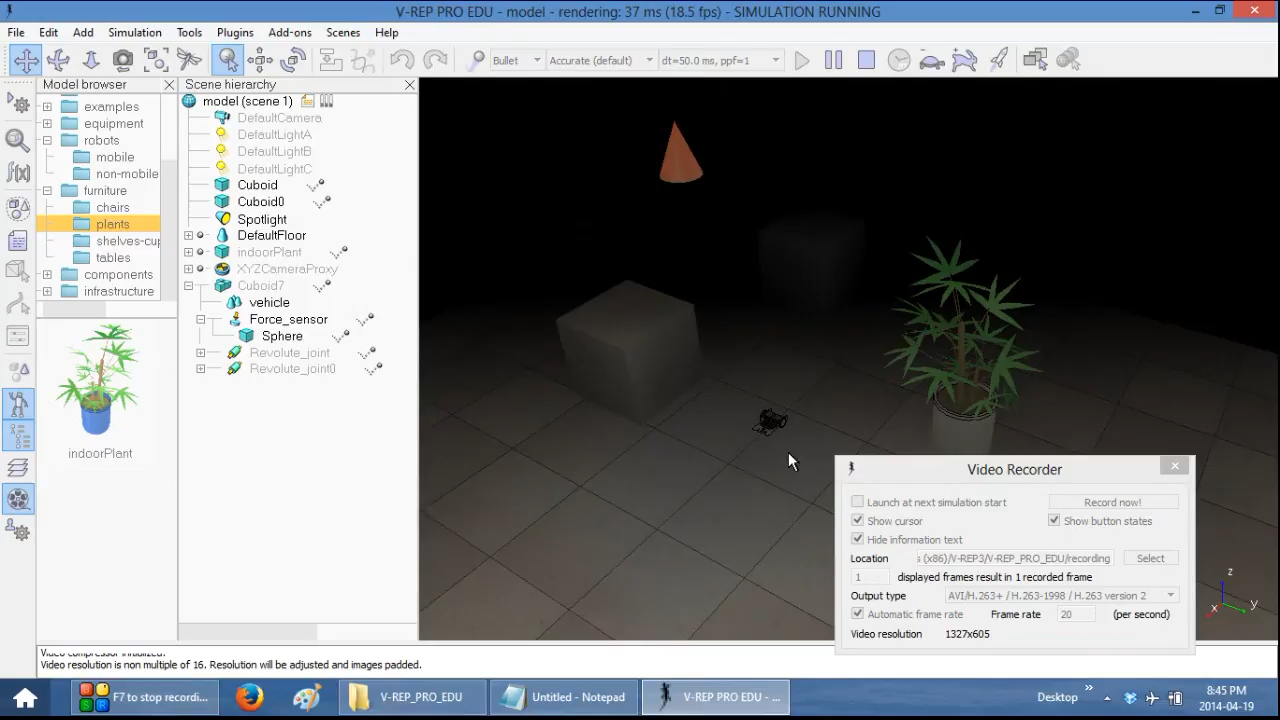 V-REP PRO EDU - model - rendering: 37 ms (18.5 fps) - SIMULATION RUNNING
File Edit Add Simulation Tools Plugins Add-ons Scenes Help
Bullet Accurate (default) dt=50.0 ms, ppf=1
Model browser
examples
equipment
robots
mobile
non-mobile
furniture
chairs
plants
shelves-cup
tables
components
infrastructure
indoorPlant
Scene hierarchy
model (scene 1)
DefaultCamera
DefaultLightA
DefaultLightB
DefaultLightC
Cuboid
Cuboid0
Spotlight
DefaultFloor
indoorPlant
XYZCameraProxy
Cuboid7
vehicle
Force_sensor
Sphere
Revolute_joint
Revolute_joint0
Video Recorder
Launch at next simulation start Record now!
Show cursor Show button states
Hide information text
Location (x86)/V-REP3/V-REP_PRO_EDU/recording Select
1 displayed frames result in 1 recorded frame
Output type AVI/H.263+ / H.263-1998 / H.263 version 2
Automatic frame rate Frame rate 20 (per second)
Video resolution 1327x605
z
x y
Video compressor initialized.
Video resolution is non multiple of 16. Resolution will be adjusted and images padded.
F7 to stop recordi... V-REP_PRO_EDU Untitled - Notepad V-REP PRO EDU - ... Desktop 8:45 PM
2014-04-19